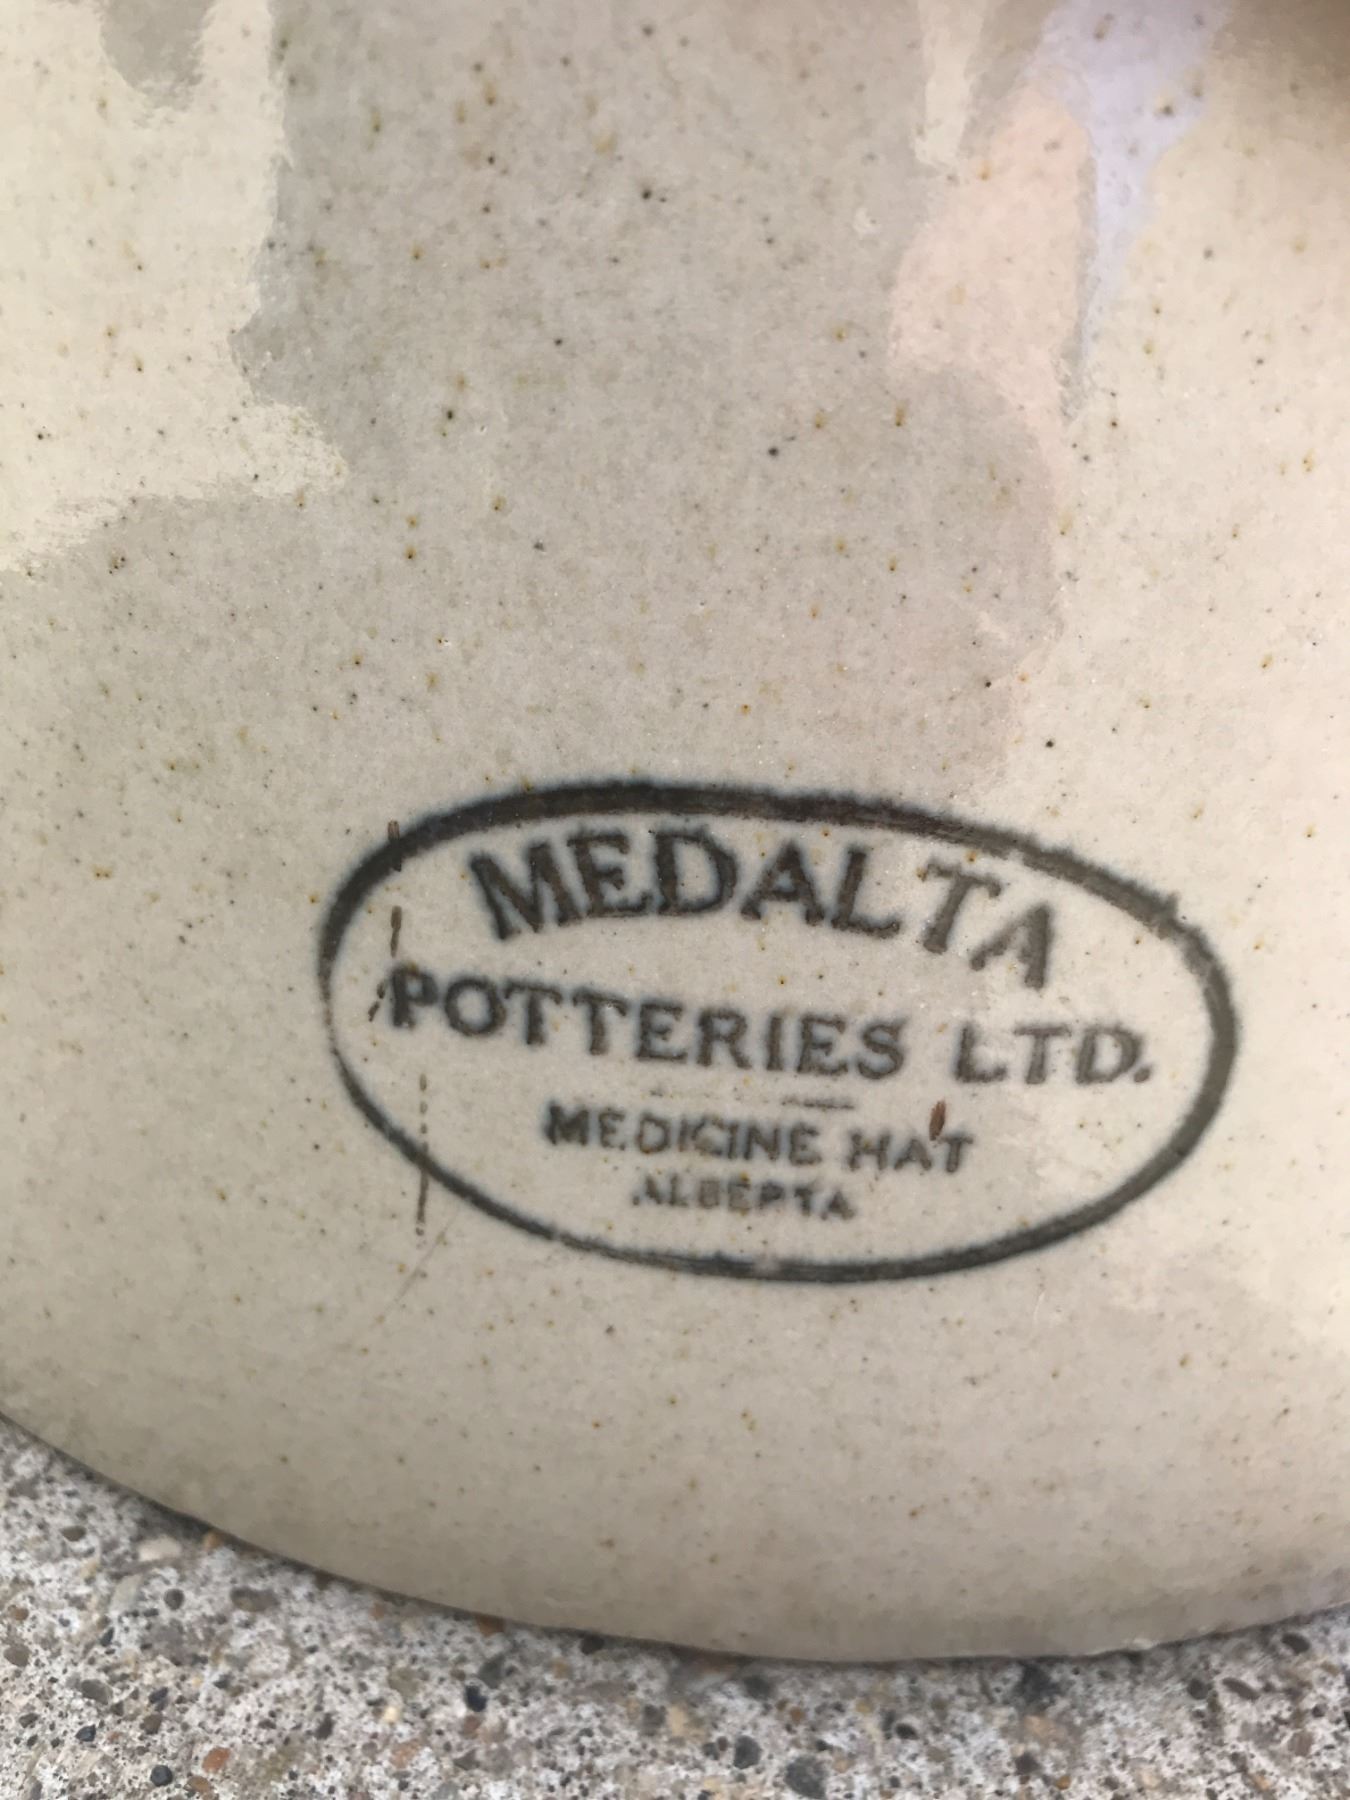 MEDALTA
POTTERIES LTD.
MEDICINE HAT
ALBERTA